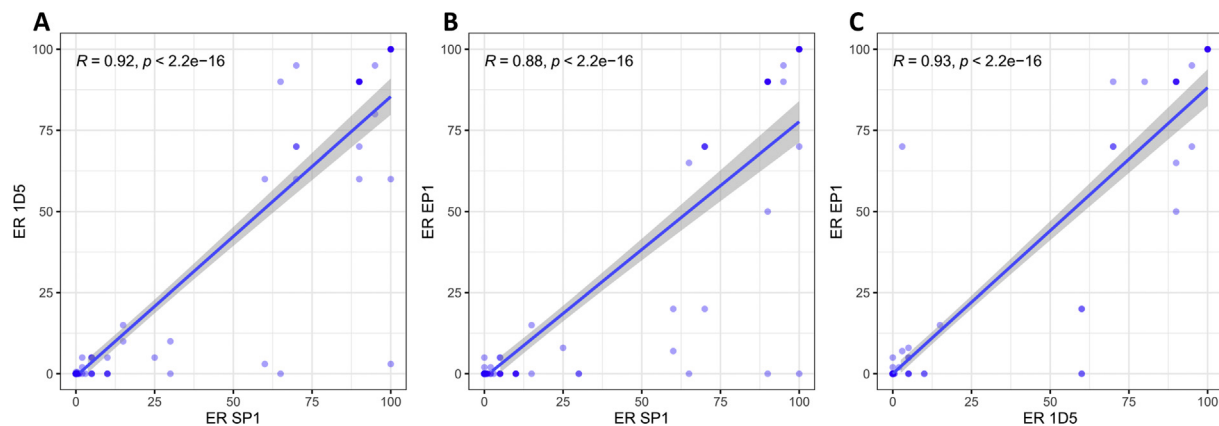 A
R = 0.92, p < 2.2e−16
100
75
50
25
0
ER 1D5
0 25 50 75 100
ER SP1
B
R = 0.88, p < 2.2e−16
100
75
50
25
0
ER EP1
0 25 50 75 100
ER SP1
C
R = 0.93, p < 2.2e−16
100
75
50
25
0
ER EP1
0 25 50 75 100
ER 1D5